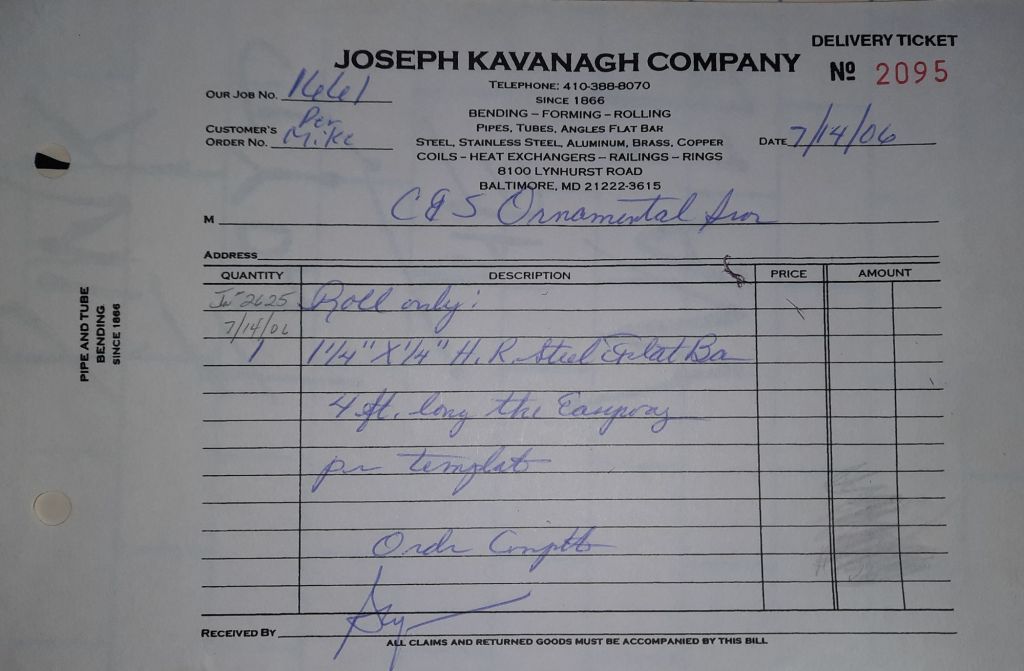 DELIVERY TICKET
JOSEPH KAVANAGH COMPANY
Nº 2095
TELEPHONE: 410-388-8070
OUR JOB NO. 1661
SINCE 1866
BENDING – FORMING – ROLLING
CUSTOMER'S ORDER NO. Per Mike
PIPES, TUBES, ANGLES FLAT BAR
STEEL, STAINLESS STEEL, ALUMINUM, BRASS, COPPER
DATE 7/14/06
COILS – HEAT EXCHANGERS – RAILINGS – RINGS
8100 LYNHURST ROAD
BALTIMORE, MD 21222-3615
M C & S Ornamental Iron
ADDRESS
QUANTITY DESCRIPTION PRICE AMOUNT
2625 Roll only:
7/14/06
1 1 1/4" X 1/4" H.R. Steel Flat Bar
4 ft. long the Easyway
per template
Order Complete
RECEIVED BY
ALL CLAIMS AND RETURNED GOODS MUST BE ACCOMPANIED BY THIS BILL
PIPE AND TUBE
BENDING
SINCE 1866